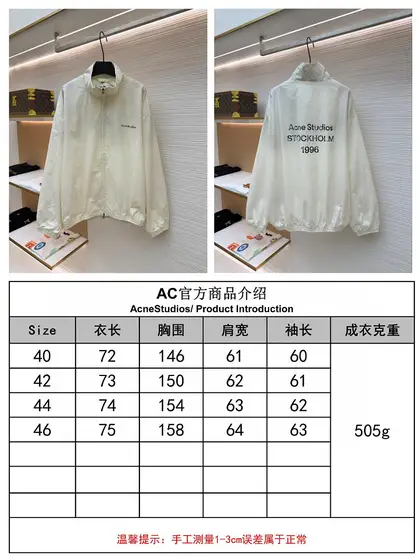 AcneStudios
Acne Studios
STOCKHOLM
1996
AC官方商品介绍
AcneStudios/ Product Introduction
Size 衣长 胸围 肩宽 袖长 成衣克重
40 72 146 61 60
42 73 150 62 61
44 74 154 63 62
46 75 158 64 63
505g
温馨提示：手工测量1-3cm误差属于正常